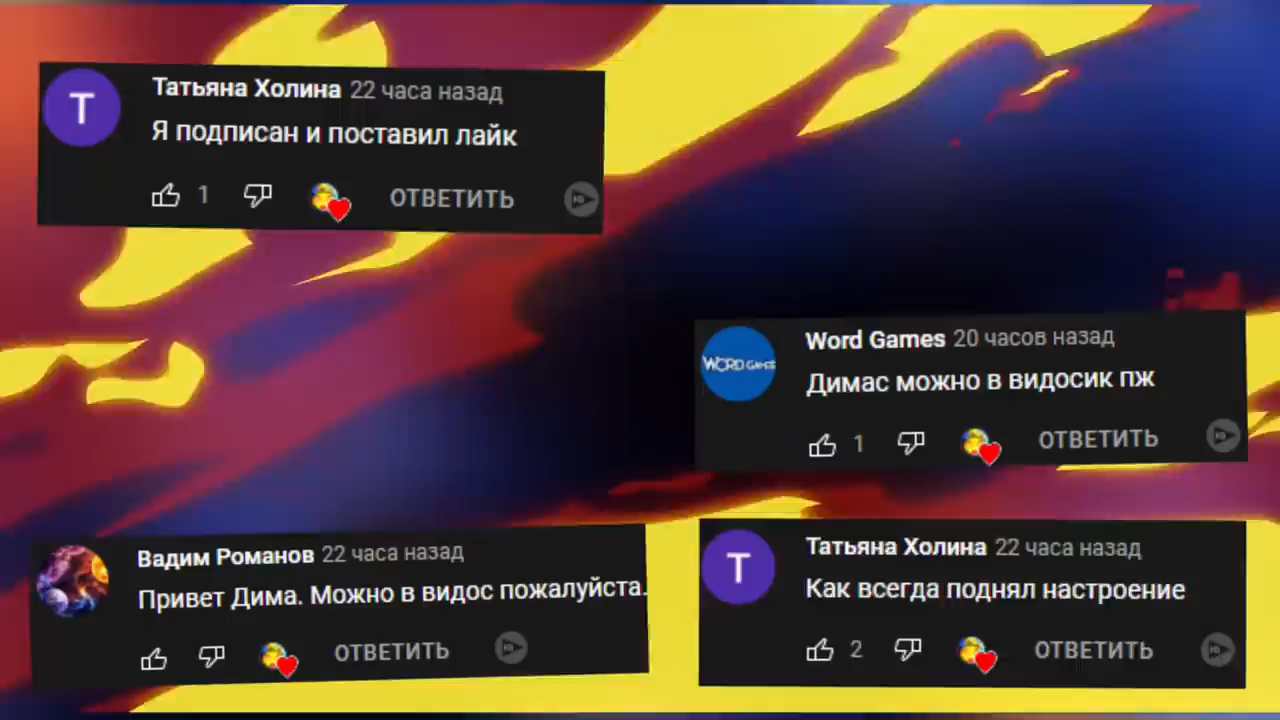 Татьяна Холина 22 часа назад
T
Я подписан и поставил лайк
1 ОТВЕТИТЬ
Word Games 20 часов назад
WORD GAMES
Димас можно в видосик пж
1 ОТВЕТИТЬ
Вадим Романов 22 часа назад
Привет Дима. Можно в видос пожалуйста.
ОТВЕТИТЬ
Татьяна Холина 22 часа назад
T
Как всегда поднял настроение
2 ОТВЕТИТЬ